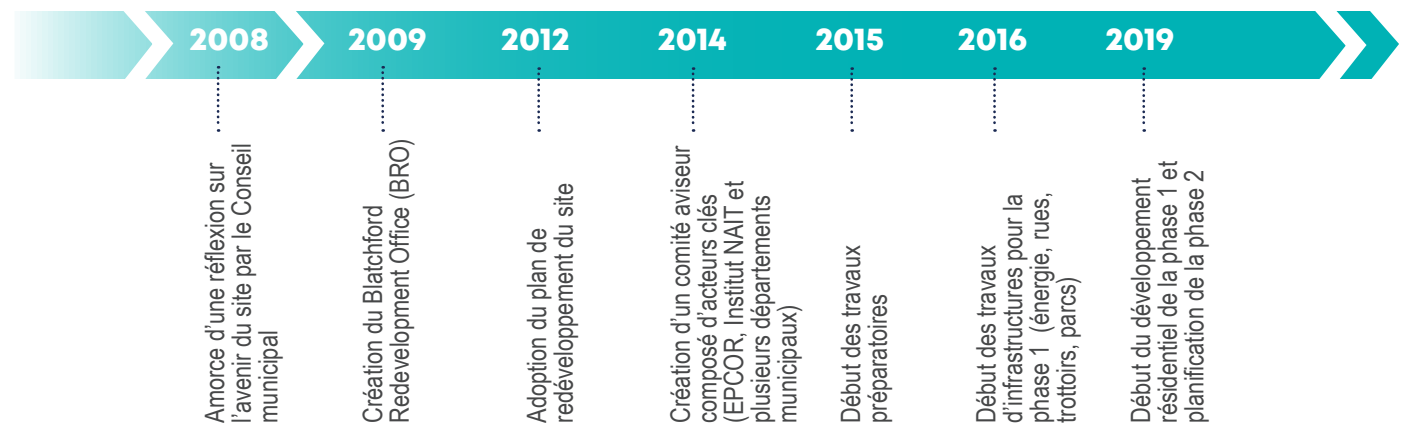 2008
2009
2012
2014
2015
2016
2019
Amorce d'une réflexion sur
l'avenir du site par le Conseil
municipal
Création du Blatchford
Redevelopment Office (BRO)
Adoption du plan de
redéveloppement du site
Création d'un comité aviseur
composé d'acteurs clés
(EPCOR, Institut NAIT et
plusieurs départements
municipaux)
Début des travaux
préparatoires
Début des travaux
d'infrastructures pour la
phase 1 (énergie, rues,
trottoirs, parcs)
Début du développement
résidentiel de la phase 1 et
planification de la phase 2